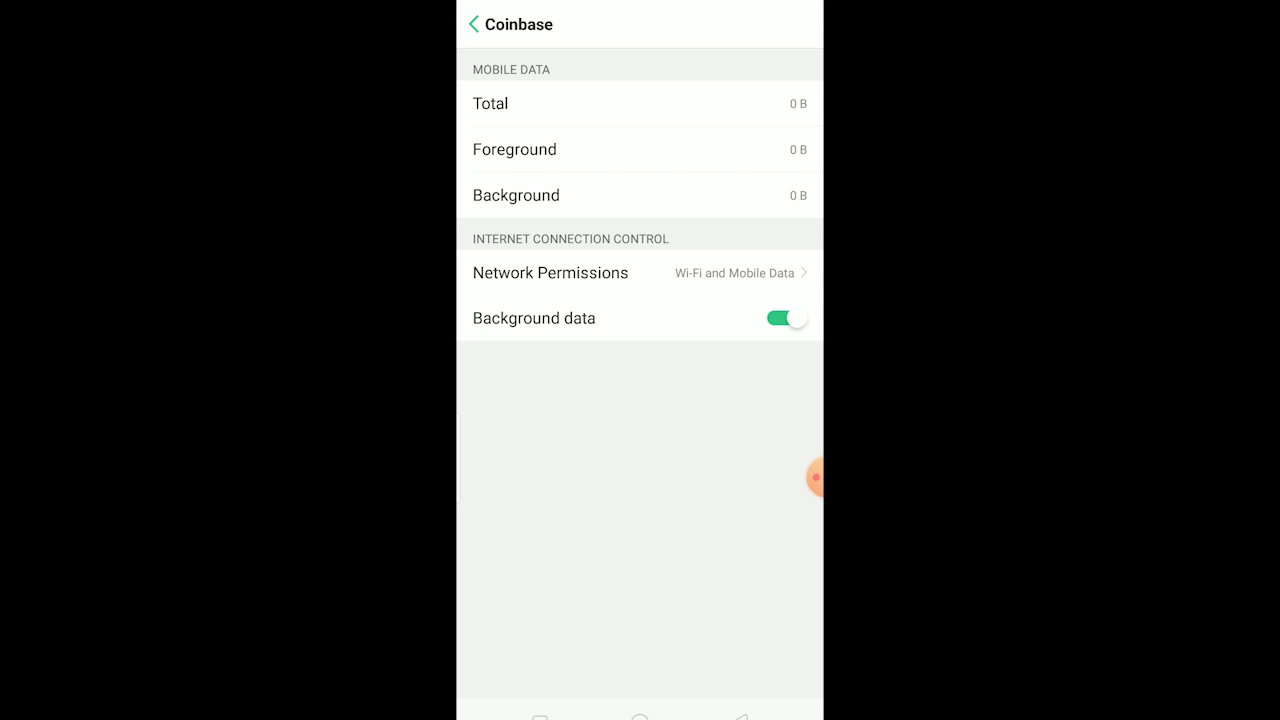 Coinbase
MOBILE DATA
Total 0 B
Foreground 0 B
Background 0 B
INTERNET CONNECTION CONTROL
Network Permissions Wi-Fi and Mobile Data
Background data